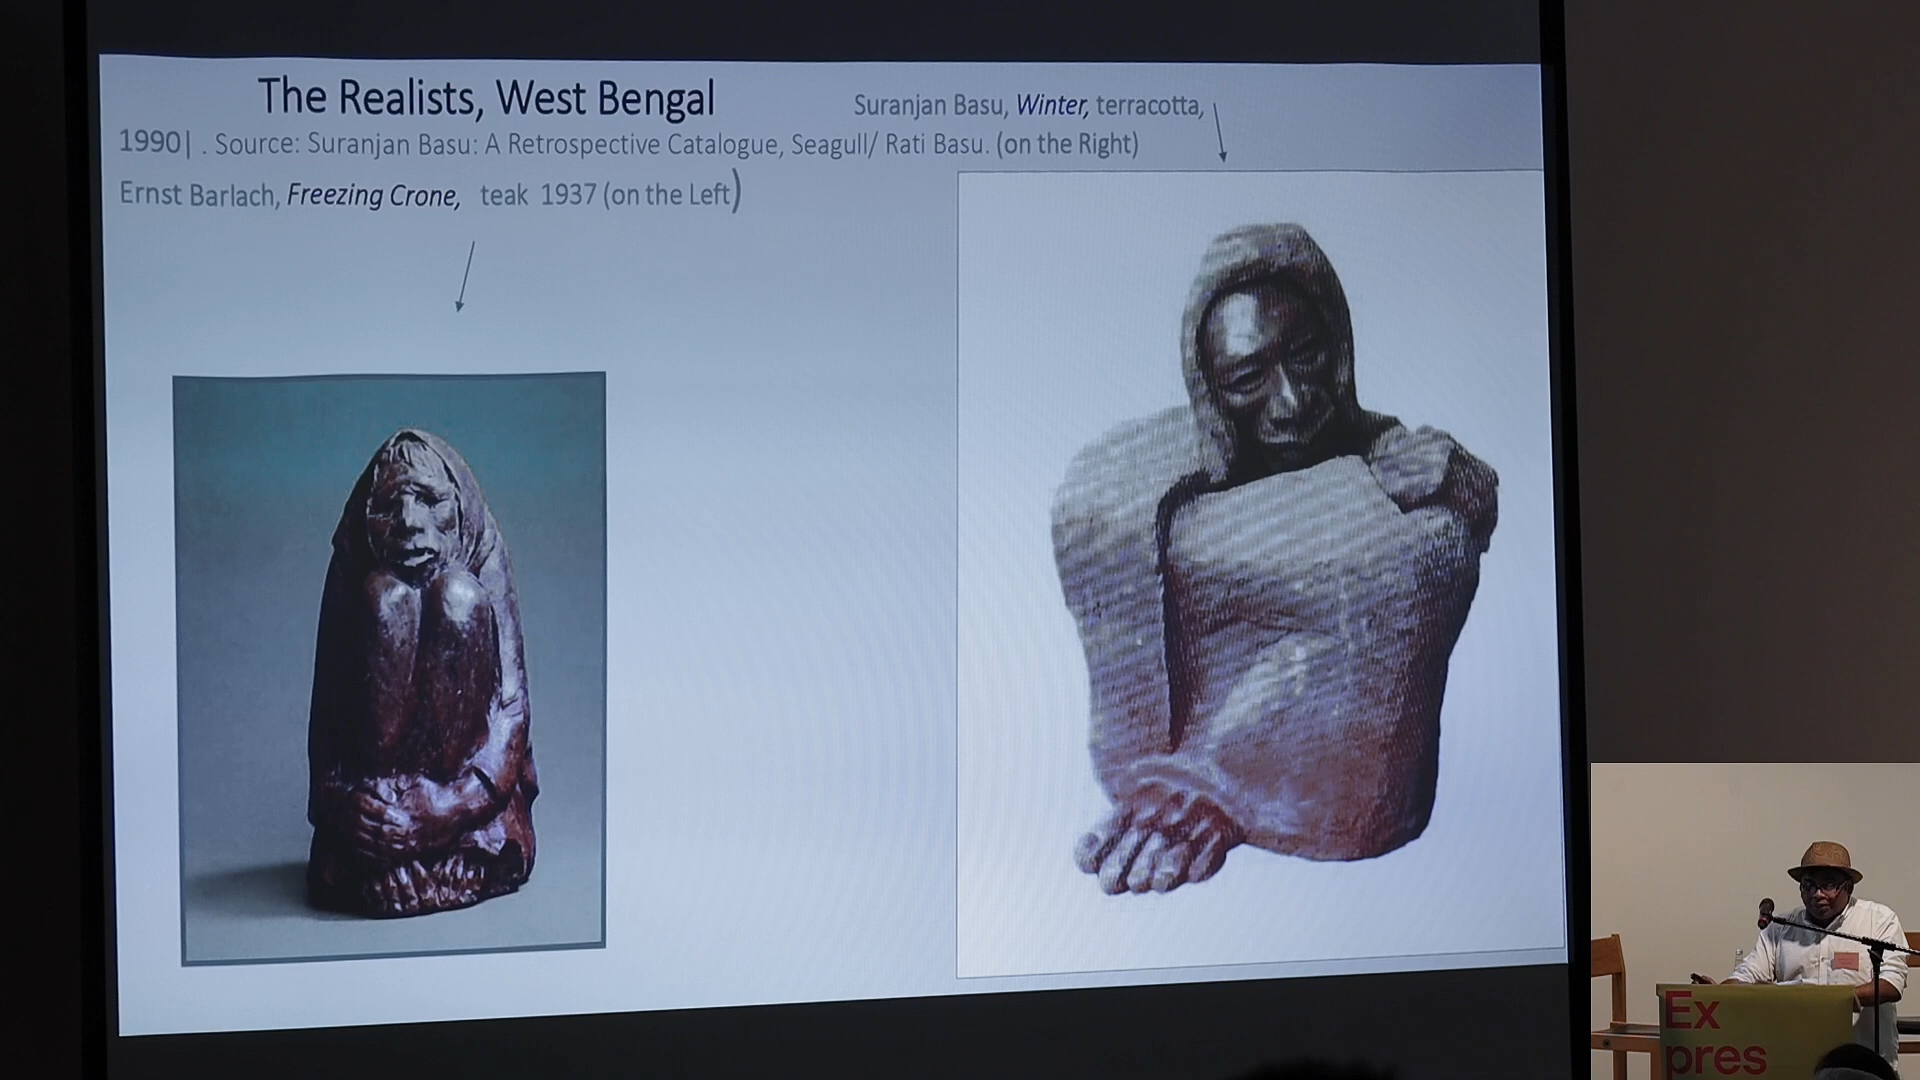 The Realists, West Bengal
Suranjan Basu, Winter, terracotta,
1990| . Source: Suranjan Basu: A Retrospective Catalogue, Seagull/ Rati Basu. (on the Right)
Ernst Barlach, Freezing Crone, teak 1937 (on the Left)
Ex
pres